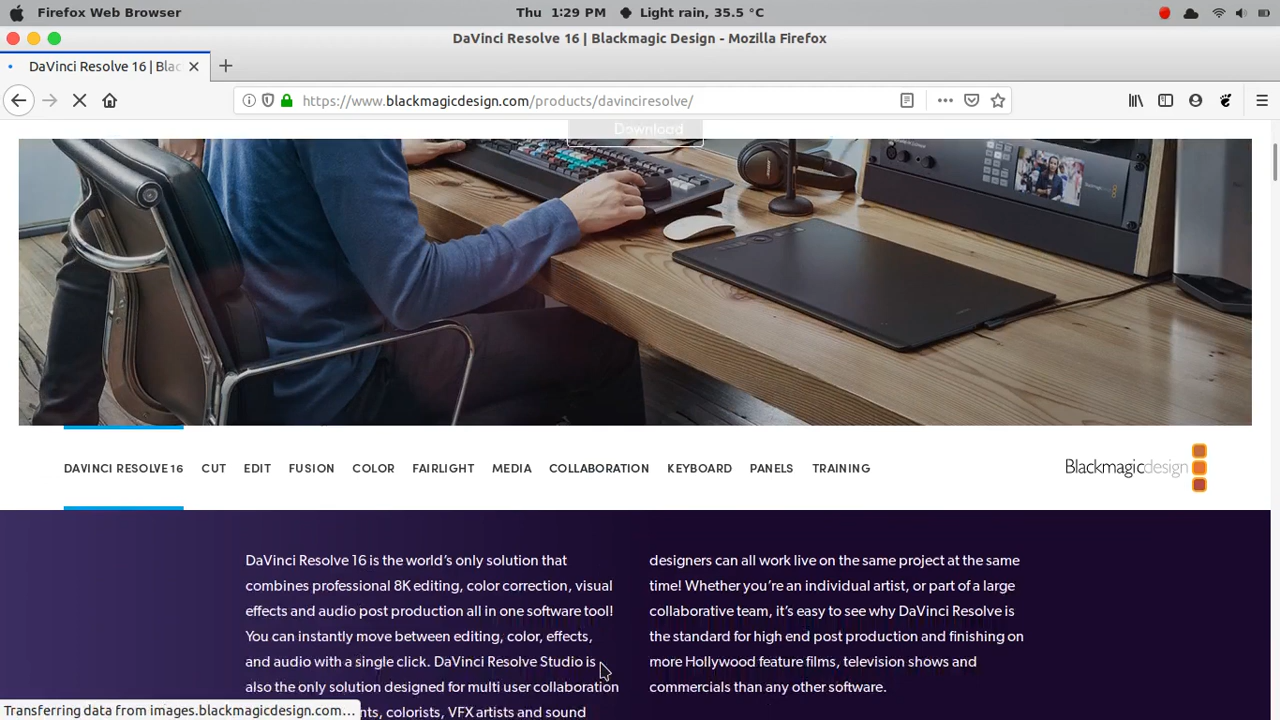 Firefox Web Browser
Thu 1:29 PM Light rain, 35.5 °C
DaVinci Resolve 16 | Blackmagic Design - Mozilla Firefox
DaVinci Resolve 16 | Blac
https://www.blackmagicdesign.com/products/davinciresolve/
Download
DAVINCI RESOLVE 16 CUT EDIT FUSION COLOR FAIRLIGHT MEDIA COLLABORATION KEYBOARD PANELS TRAINING
Blackmagicdesign
DaVinci Resolve 16 is the world’s only solution that
combines professional 8K editing, color correction, visual
effects and audio post production all in one software tool!
You can instantly move between editing, color, effects,
and audio with a single click. DaVinci Resolve Studio is
also the only solution designed for multi user collaboration
nts, colorists, VFX artists and sound
designers can all work live on the same project at the same
time! Whether you’re an individual artist, or part of a large
collaborative team, it’s easy to see why DaVinci Resolve is
the standard for high end post production and finishing on
more Hollywood feature films, television shows and
commercials than any other software.
Transferring data from images.blackmagicdesign.com...